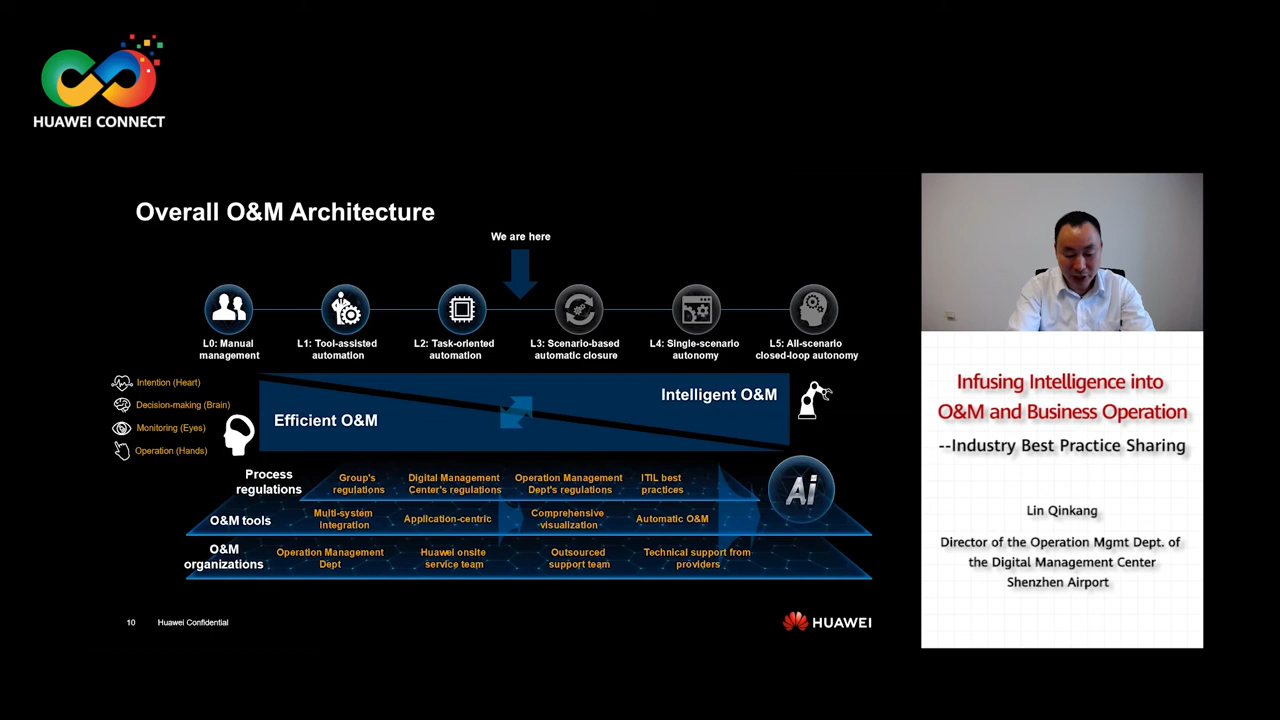 HUAWEI CONNECT
Overall O&M Architecture
We are here
L0: Manual
management
L1: Tool-assisted
automation
L2: Task-oriented
automation
L3: Scenario-based
automatic closure
L4: Single-scenario
autonomy
L5: All-scenario
closed-loop autonomy
Intention (Heart)
Decision-making (Brain)
Monitoring (Eyes)
Operation (Hands)
Efficient O&M
Intelligent O&M
Process
regulations
Group's
regulations
Digital Management
Center's regulations
Operation Management
Dept's regulations
ITIL best
practices
Ai
O&M tools
Multi-system
integration
Application-centric
Comprehensive
visualization
Automatic O&M
O&M
organizations
Operation Management
Dept
Huawei onsite
service team
Outsourced
support team
Technical support from
providers
10
Huawei Confidential
HUAWEI
Infusing Intelligence into
O&M and Business Operation
--Industry Best Practice Sharing
Lin Qinkang
Director of the Operation Mgmt Dept. of
the Digital Management Center
Shenzhen Airport